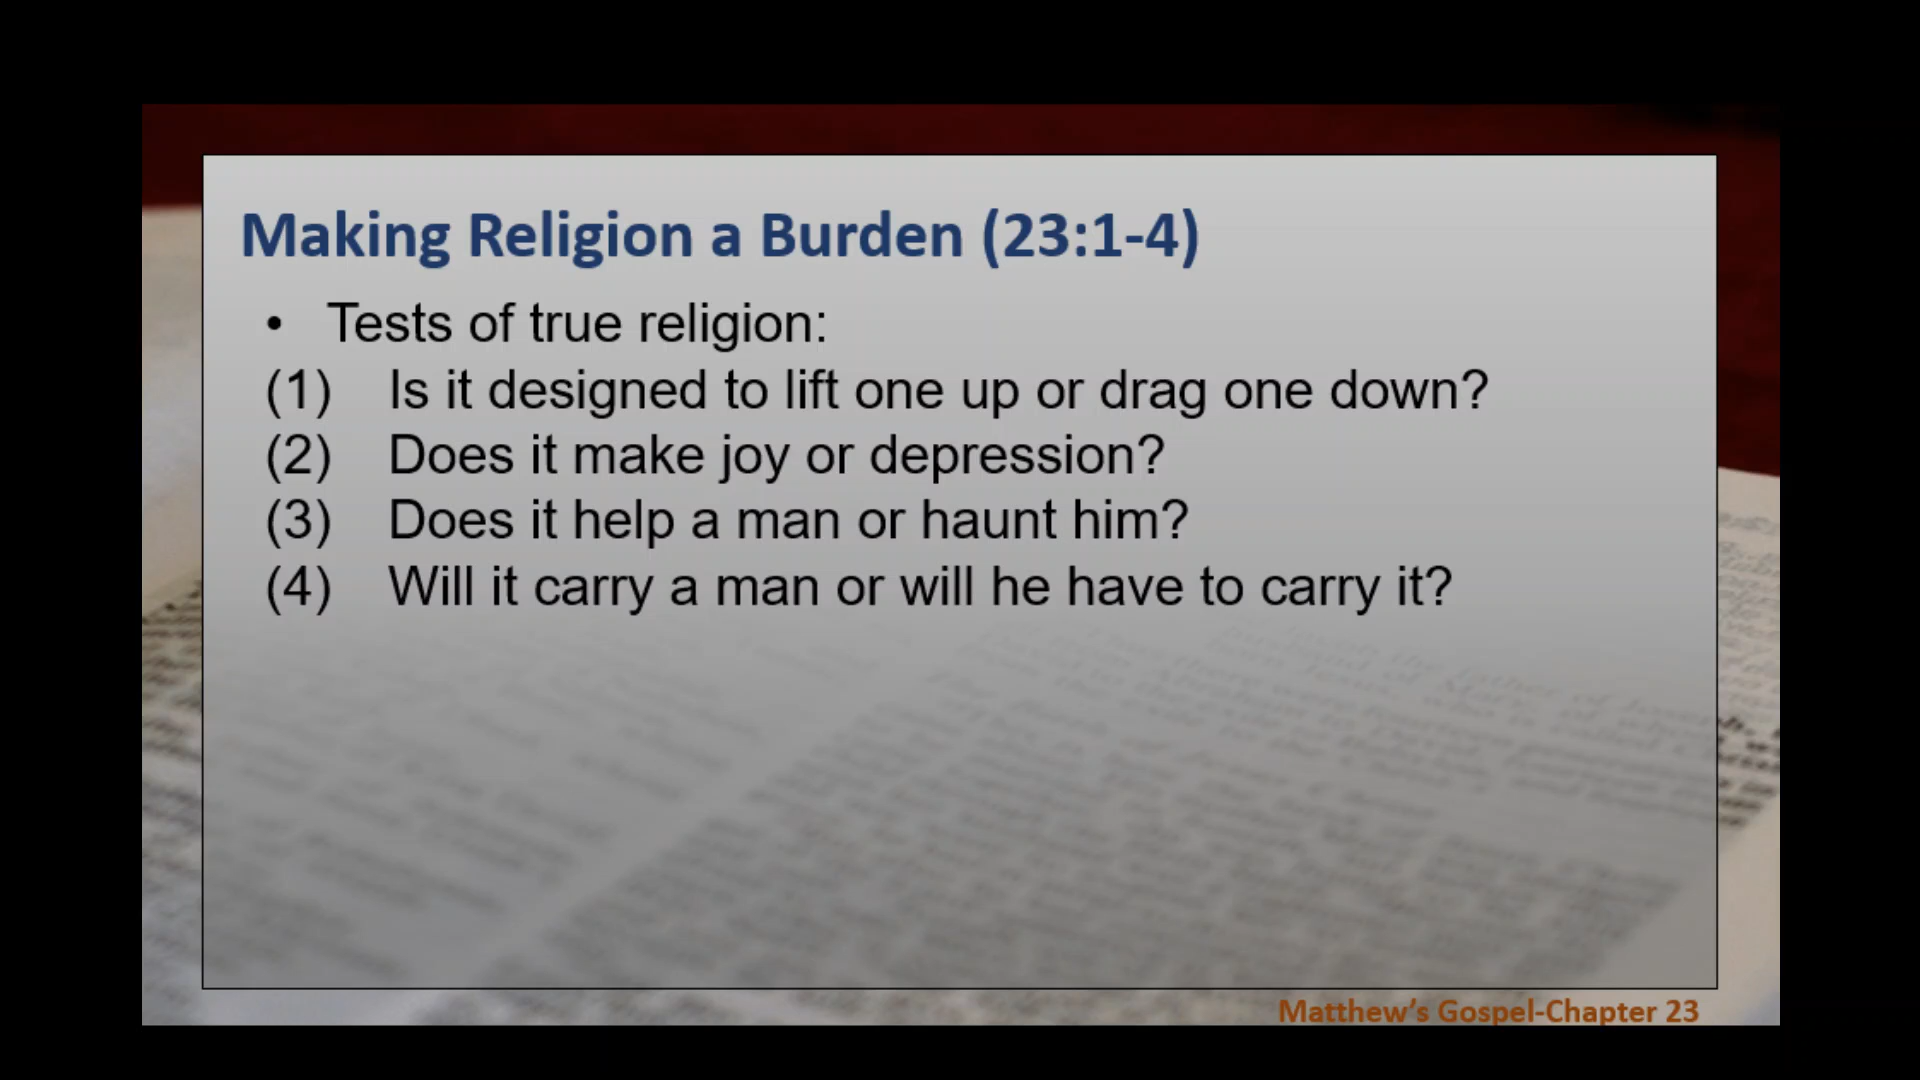 Making Religion a Burden (23:1-4)
• Tests of true religion:
(1) Is it designed to lift one up or drag one down?
(2) Does it make joy or depression?
(3) Does it help a man or haunt him?
(4) Will it carry a man or will he have to carry it?
Matthew's Gospel-Chapter 23